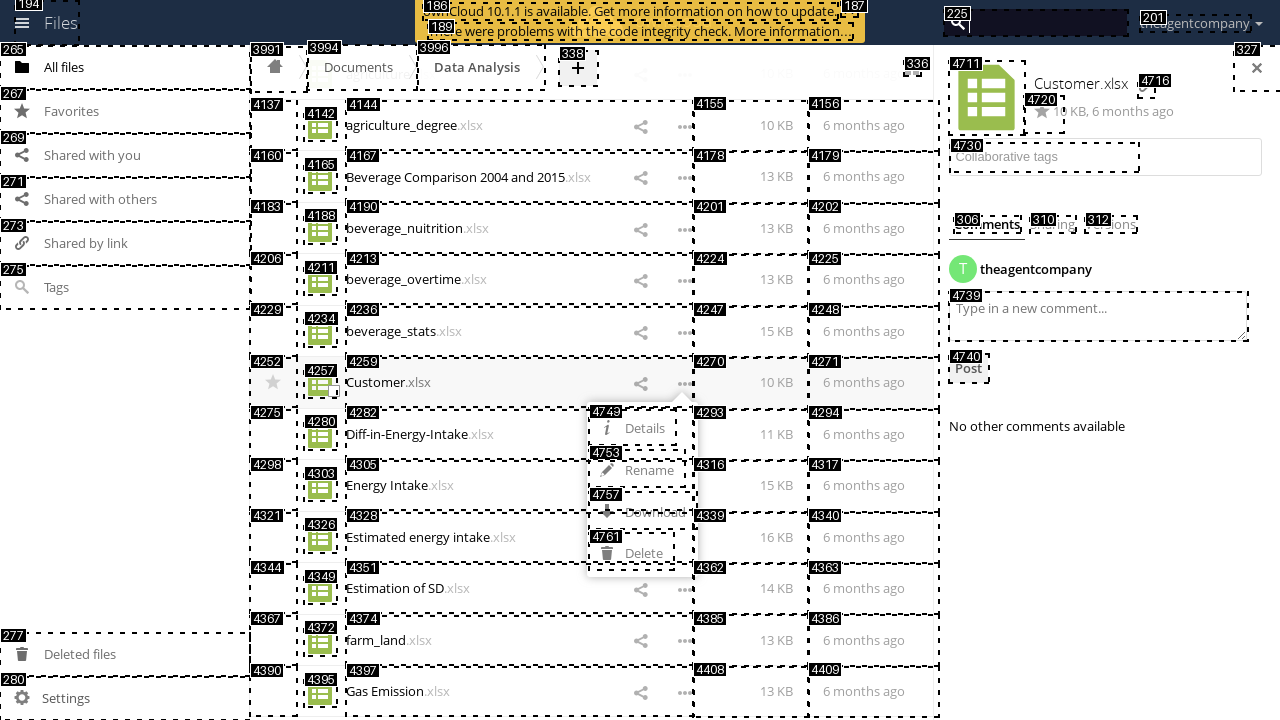 194
Files
186
Cloud 10.1.1 is available. Get more information on how to update.
187
189
re were problems with the code integrity check. More information...
225
201
theagentcompany
265
All files
267
Favorites
269
Shared with you
271
Shared with others
273
Shared by link
275
Tags
277
Deleted files
280
Settings
3991
3994
Documents
3996
Data Analysis
338
+
336
4137
4142
4144
agriculture_degree.xlsx
4155
10 KB
4156
6 months ago
4160
4165
4167
Beverage Comparison 2004 and 2015.xlsx
4178
13 KB
4179
6 months ago
4183
4188
4190
beverage_nuitrition.xlsx
4201
13 KB
4202
6 months ago
4206
4211
4213
beverage_overtime.xlsx
4224
13 KB
4225
6 months ago
4229
4234
4236
beverage_stats.xlsx
4247
15 KB
4248
6 months ago
4252
4257
4259
Customer.xlsx
4270
10 KB
4271
6 months ago
4275
4280
4282
Diff-in-Energy-Intake.xlsx
4293
11 KB
4294
6 months ago
4298
4303
4305
Energy Intake.xlsx
4316
15 KB
4317
6 months ago
4321
4326
4328
Estimated energy intake.xlsx
4339
16 KB
4340
6 months ago
4344
4349
4351
Estimation of SD.xlsx
4362
14 KB
4363
6 months ago
4367
4372
4374
farm_land.xlsx
4385
13 KB
4386
6 months ago
4390
4395
4397
Gas Emission.xlsx
4408
13 KB
4409
6 months ago
4749
Details
4753
Rename
4757
Download
4761
Delete
327
4711
Customer.xlsx
4716
4720
10 KB, 6 months ago
4730
Collaborative tags
306
Comments
310
Sharing
312
Versions
T
theagentcompany
4739
Type in a new comment...
4740
Post
No other comments available